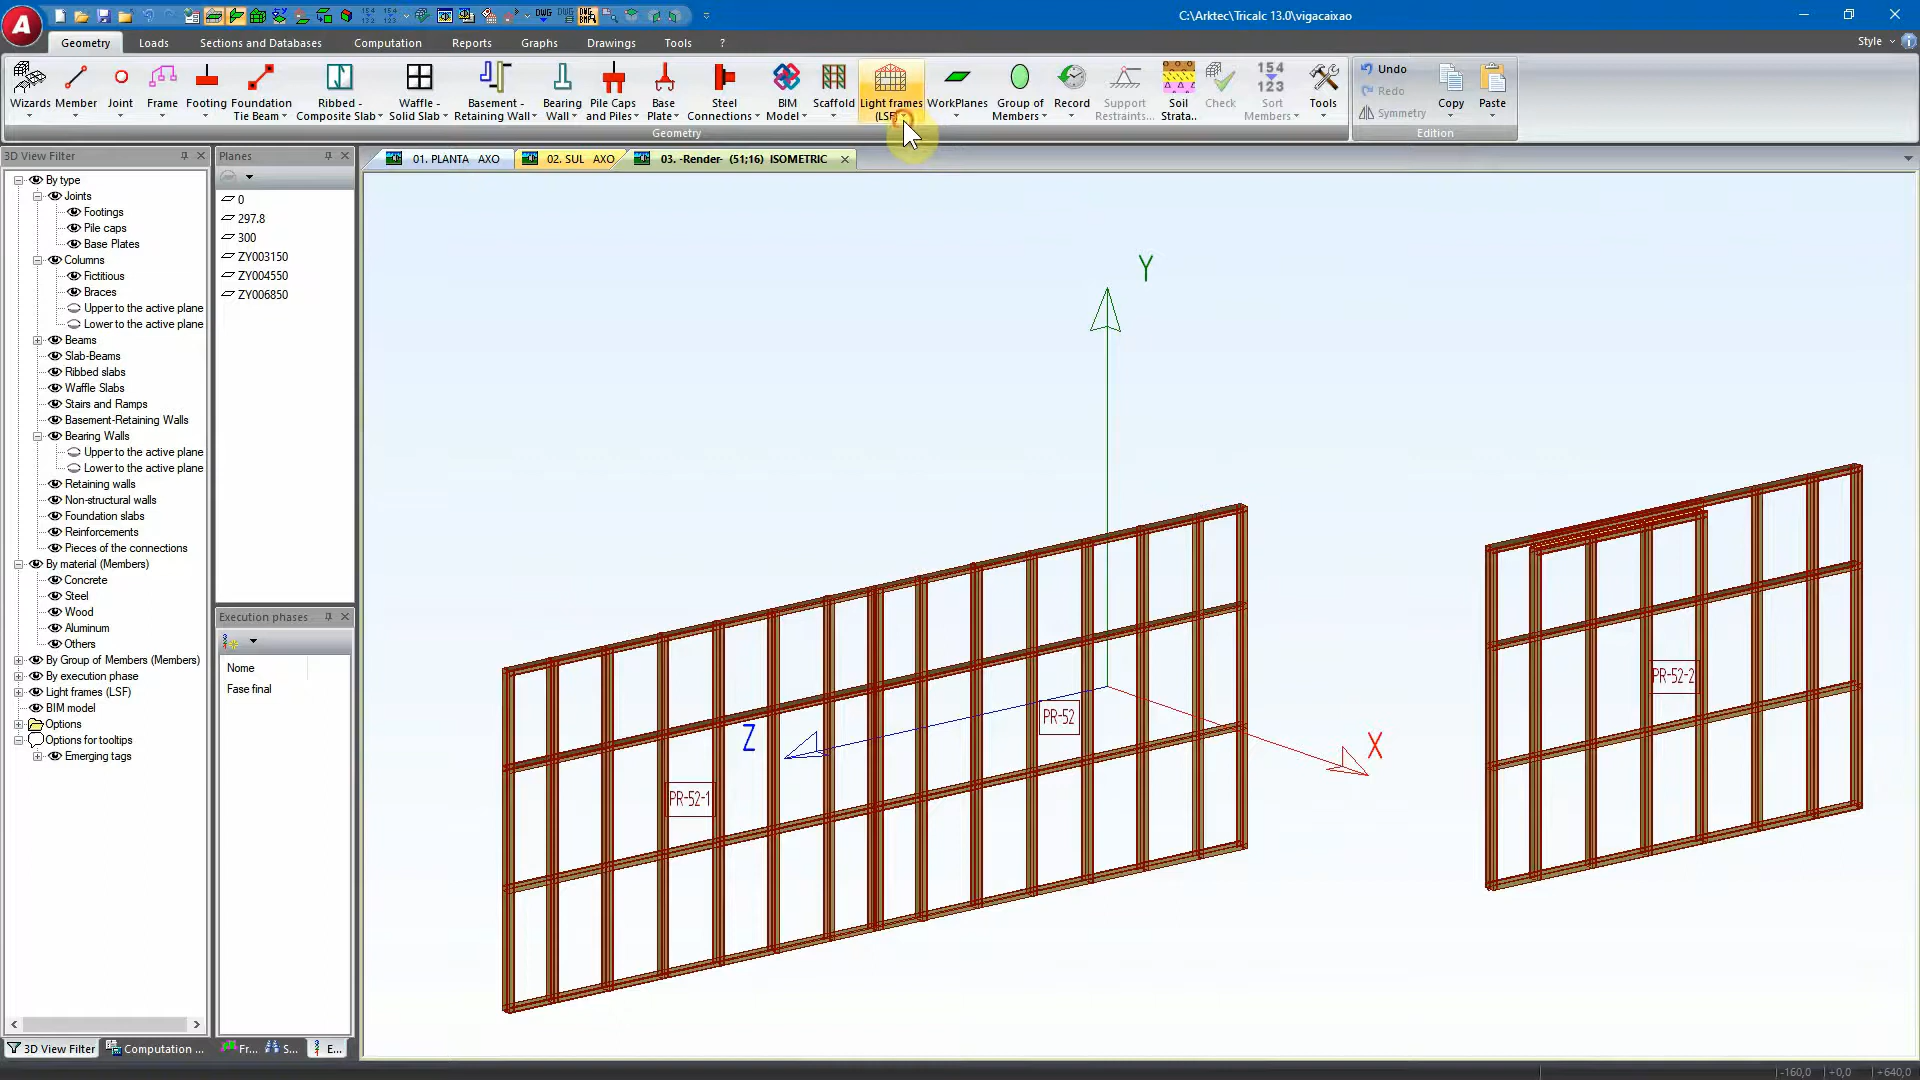 C:\Arktec\Tricalc 13.0\vigacaixao
Geometry Loads Sections and Databases Computation Reports Graphs Drawings Tools ? Style
Wizards Member Joint Frame Footing Foundation Tie Beam Ribbed - Composite Slab Waffle - Solid Slab Basement - Retaining Wall Bearing Wall Pile Caps and Piles Base Plate Steel Connections BIM Model Scaffold Light frames (LSF) WorkPlanes Group of Members Record Support Restraints... Soil Strata.. Check Sort Members Tools
Undo
Redo
Symmetry
Copy Paste
Geometry Edition
3D View Filter
Planes
01. PLANTA AXO
02. SUL AXO
03. -Render- (51;16) ISOMETRIC
By type
Joints
Footings
Pile caps
Base Plates
Columns
Fictitious
Braces
Upper to the active plane
Lower to the active plane
Beams
Slab-Beams
Ribbed slabs
Waffle Slabs
Stairs and Ramps
Basement-Retaining Walls
Bearing Walls
Upper to the active plane
Lower to the active plane
Retaining walls
Non-structural walls
Foundation slabs
Reinforcements
Pieces of the connections
By material (Members)
Concrete
Steel
Wood
Aluminum
Others
By Group of Members (Members)
By execution phase
Light frames (LSF)
BIM model
Options
Options for tooltips
Emerging tags
0
297.8
300
ZY003150
ZY004550
ZY006850
Execution phases
Nome
Fase final
Y
Z
X
PR-52
PR-52-1
PR-52-2
3D View Filter Computation ... Fr... S... E...
-160,0 +0,0 +640,0